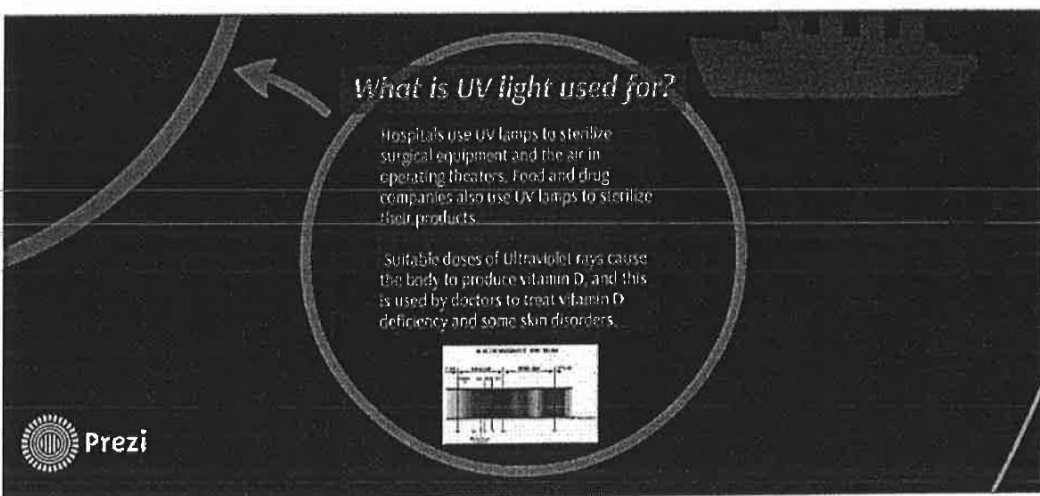 What is UV light used for?
Hospitals use UV lamps to sterilize
surgical equipment and the air in
operating theaters. Food and drug
companies also use UV lamps to sterilize
their products.
Suitable doses of Ultraviolet rays cause
the body to produce vitamin D, and this
is used by doctors to treat vitamin D
deficiency and some skin disorders.
Prezi